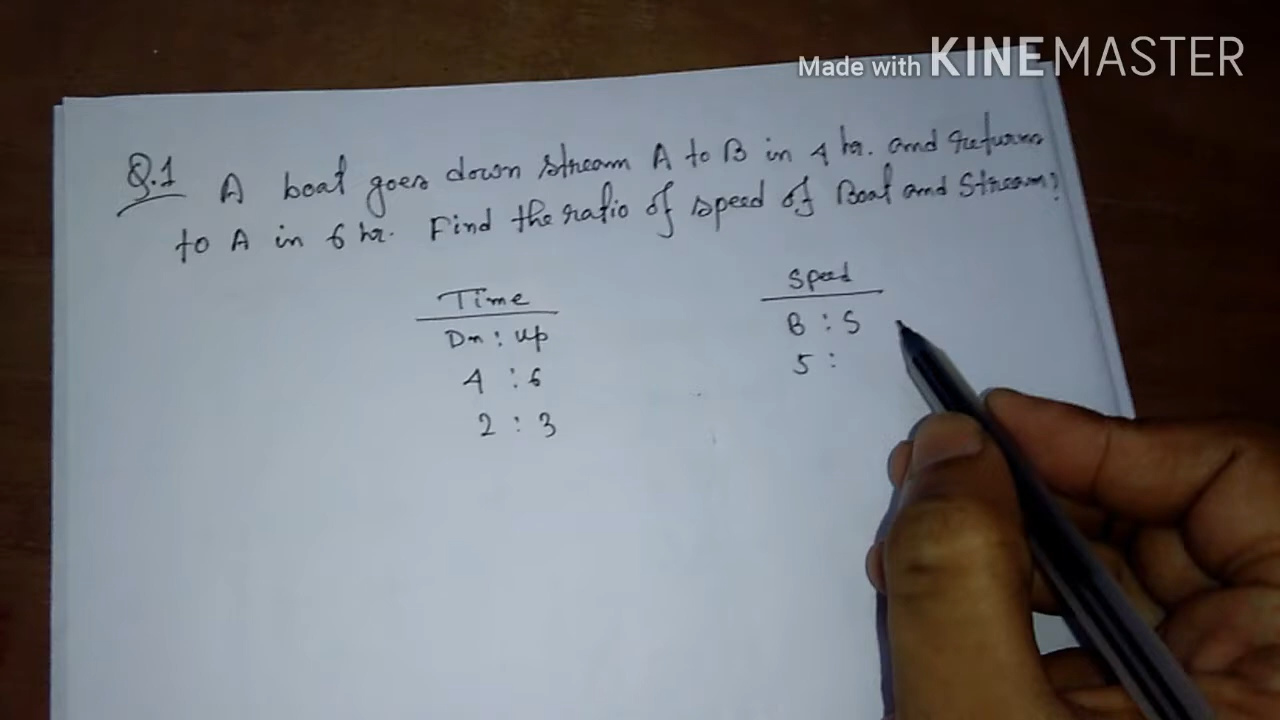 Made with KINEMASTER
Q.1 A boat goes down stream A to B in 4 hr. and returns
to A in 6 hr. Find the ratio of speed of Boat and Stream?
Time
Dn : up
4 : 6
2 : 3
Speed
B : S
5 :